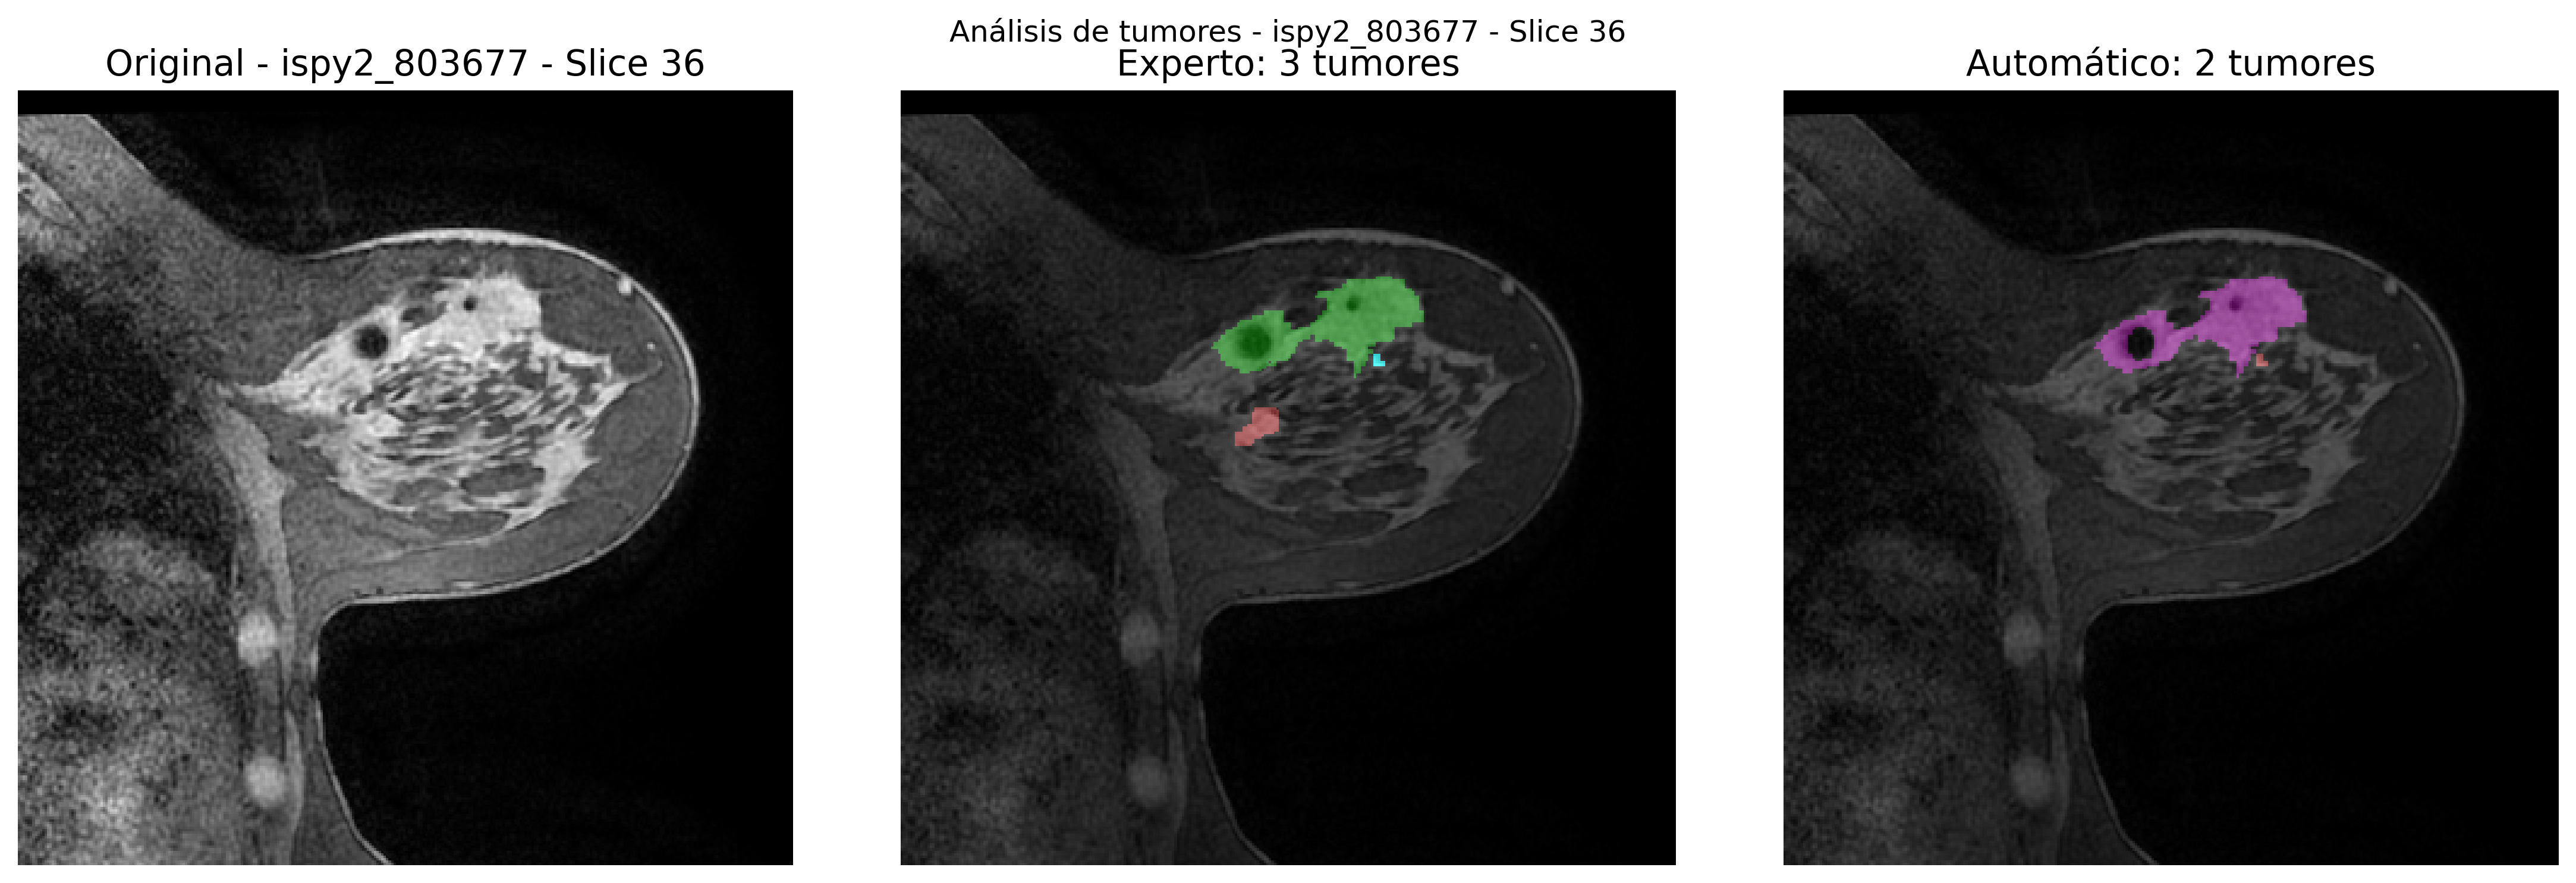 Análisis de tumores - ispy2_803677 - Slice 36
Original - ispy2_803677 - Slice 36
Experto: 3 tumores
Automático: 2 tumores